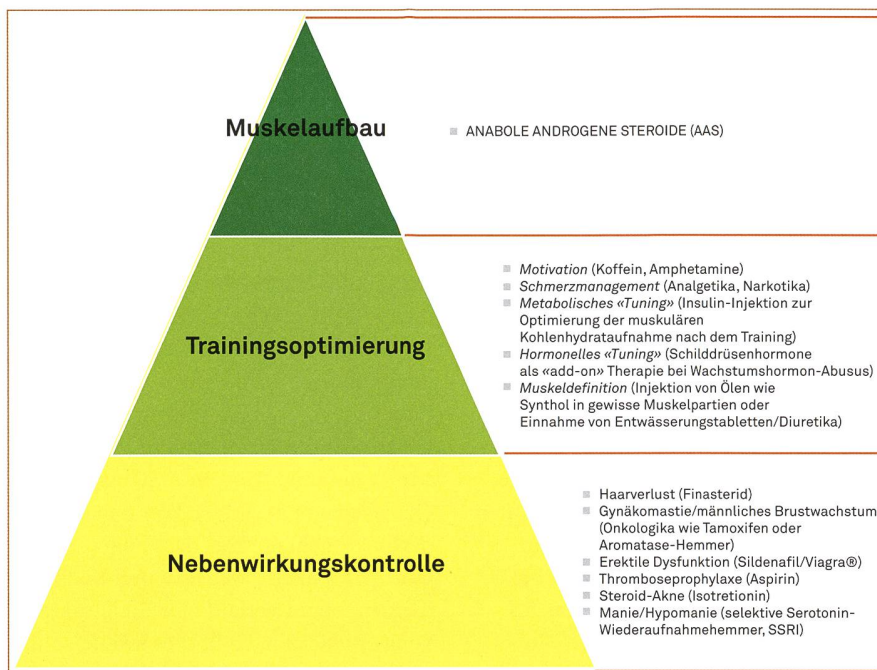 Muskelaufbau
ANABOLE ANDROGENE STEROIDE (AAS)
Trainingsoptimierung
Motivation (Koffein, Amphetamine)
Schmerzmanagement (Analgetika, Narkotika)
Metabolisches «Tuning» (Insulin-Injektion zur
Optimierung der muskulären
Kohlenhydrataufnahme nach dem Training)
Hormonelles «Tuning» (Schilddrüsenhormone
als «add-on» Therapie bei Wachstumshormon-Abusus)
Muskeldefinition (Injektion von Ölen wie
Synthol in gewisse Muskelpartien oder
Einnahme von Entwässerungstabletten/Diuretika)
Nebenwirkungskontrolle
Haarverlust (Finasterid)
Gynäkomastie/männliches Brustwachstum
(Onkologika wie Tamoxifen oder
Aromatase-Hemmer)
Erektile Dysfunktion (Sildenafil/Viagra®)
Thromboseprophylaxe (Aspirin)
Steroid-Akne (Isotretionin)
Manie/Hypomanie (selektive Serotonin-
Wiederaufnahmehemmer, SSRI)